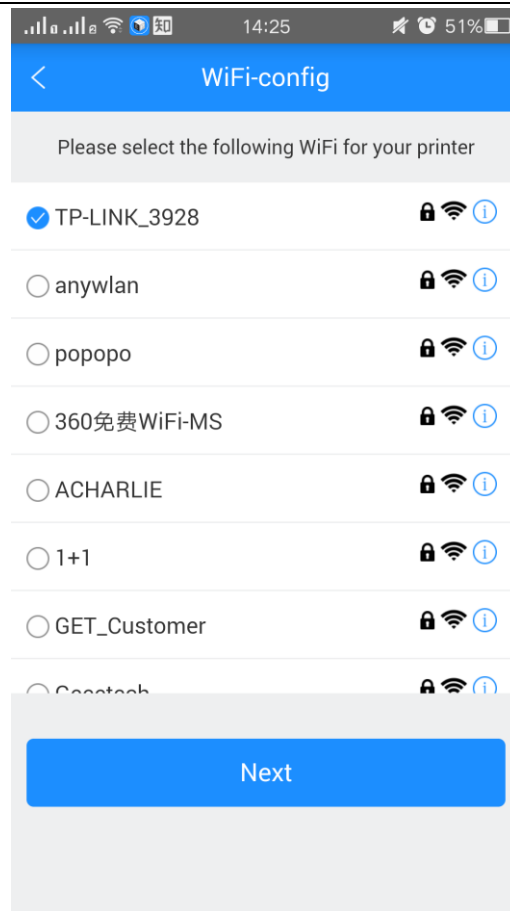 知 14:25 51%
WiFi-config
Please select the following WiFi for your printer
TP-LINK_3928
anywlan
popopo
360免费WiFi-MS
ACHARLIE
1+1
GET_Customer
Next